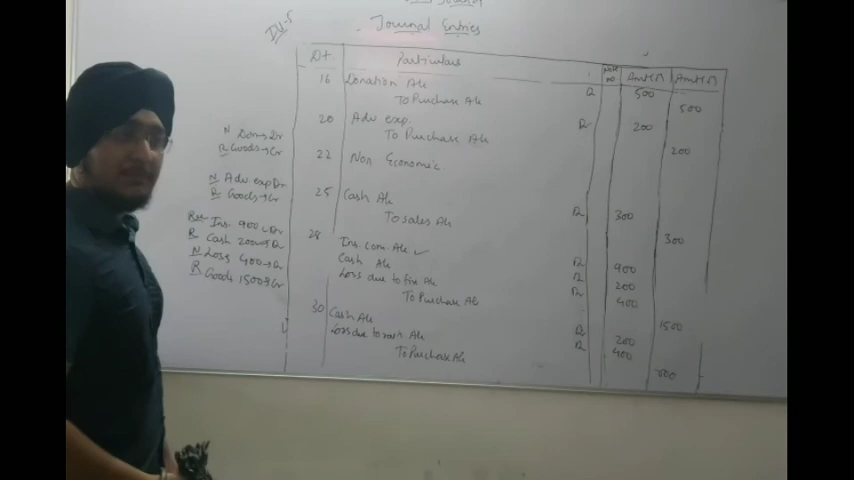 Journal Entries
Dt Particulars Note no Amt(₹) Amt(₹)
16 Donation A/c Dr 500
To Purchase A/c 500
20 Adv exp. Dr 200
To Purchase A/c 200
22 Non Economic.
25 Cash A/c Dr 300
To sales A/c 300
28 Ins. com. A/c ✓ Dr 900
Cash A/c Dr 200
Loss due to fire A/c Dr 400
To Purchase A/c 1500
30 Cash A/c Dr 200
Loss due to A/c Dr 400
To Purchase A/c
N Don → Dr
R Goods → Cr
N Adv. exp Dr
R Goods → Cr
Ins. 900 → Dr
R Cash 200 → Dr
N Loss 400 → Dr
R Goods 1500 → Cr